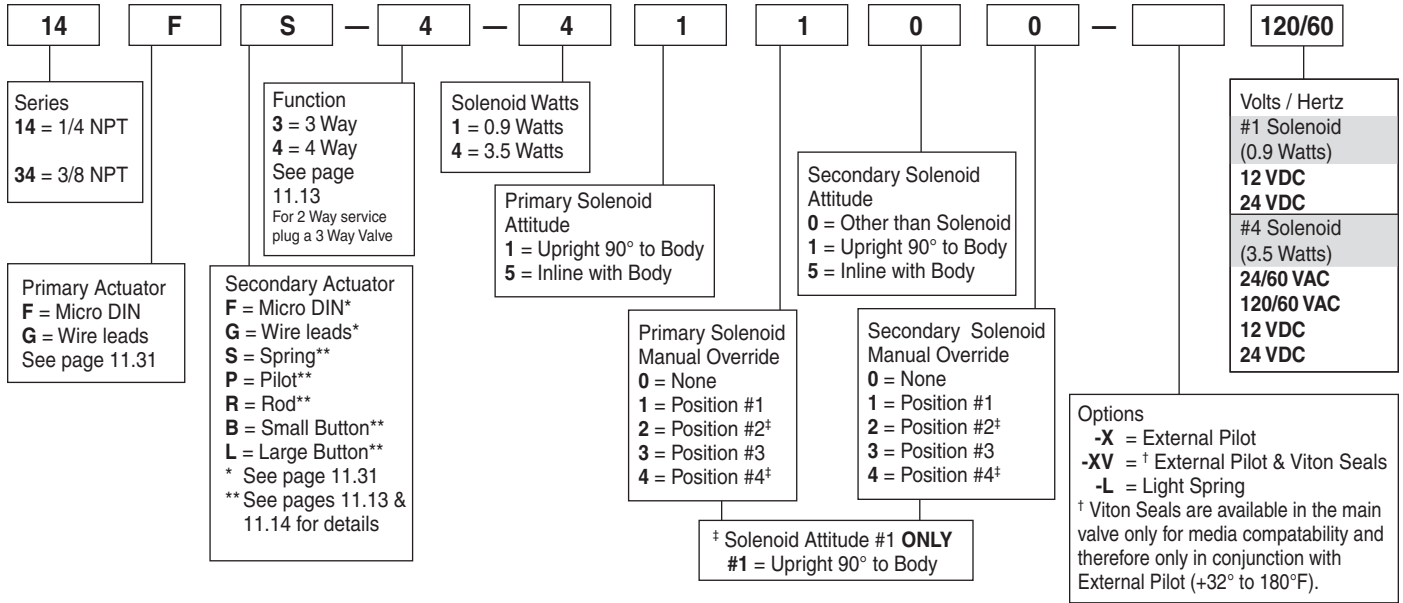 14 F S — 4 — 4 1 1 0 0 — 120/60
Series
14 = 1/4 NPT
34 = 3/8 NPT
Primary Actuator
F = Micro DIN
G = Wire leads
See page 11.31
Secondary Actuator
F = Micro DIN*
G = Wire leads*
S = Spring**
P = Pilot**
R = Rod**
B = Small Button**
L = Large Button**
* See page 11.31
** See pages 11.13 &
11.14 for details
Function
3 = 3 Way
4 = 4 Way
See page
11.13
For 2 Way service
plug a 3 Way Valve
Solenoid Watts
1 = 0.9 Watts
4 = 3.5 Watts
Primary Solenoid
Attitude
1 = Upright 90° to Body
5 = Inline with Body
Primary Solenoid
Manual Override
0 = None
1 = Position #1
2 = Position #2‡
3 = Position #3
4 = Position #4‡
Secondary Solenoid
Attitude
0 = Other than Solenoid
1 = Upright 90° to Body
5 = Inline with Body
Secondary Solenoid
Manual Override
0 = None
1 = Position #1
2 = Position #2‡
3 = Position #3
4 = Position #4‡
‡ Solenoid Attitude #1 ONLY
#1 = Upright 90° to Body
Options
-X = External Pilot
-XV = † External Pilot & Viton Seals
-L = Light Spring
† Viton Seals are available in the main
valve only for media compatability and
therefore only in conjunction with
External Pilot (+32° to 180°F).
Volts / Hertz
#1 Solenoid
(0.9 Watts)
12 VDC
24 VDC
#4 Solenoid
(3.5 Watts)
24/60 VAC
120/60 VAC
12 VDC
24 VDC